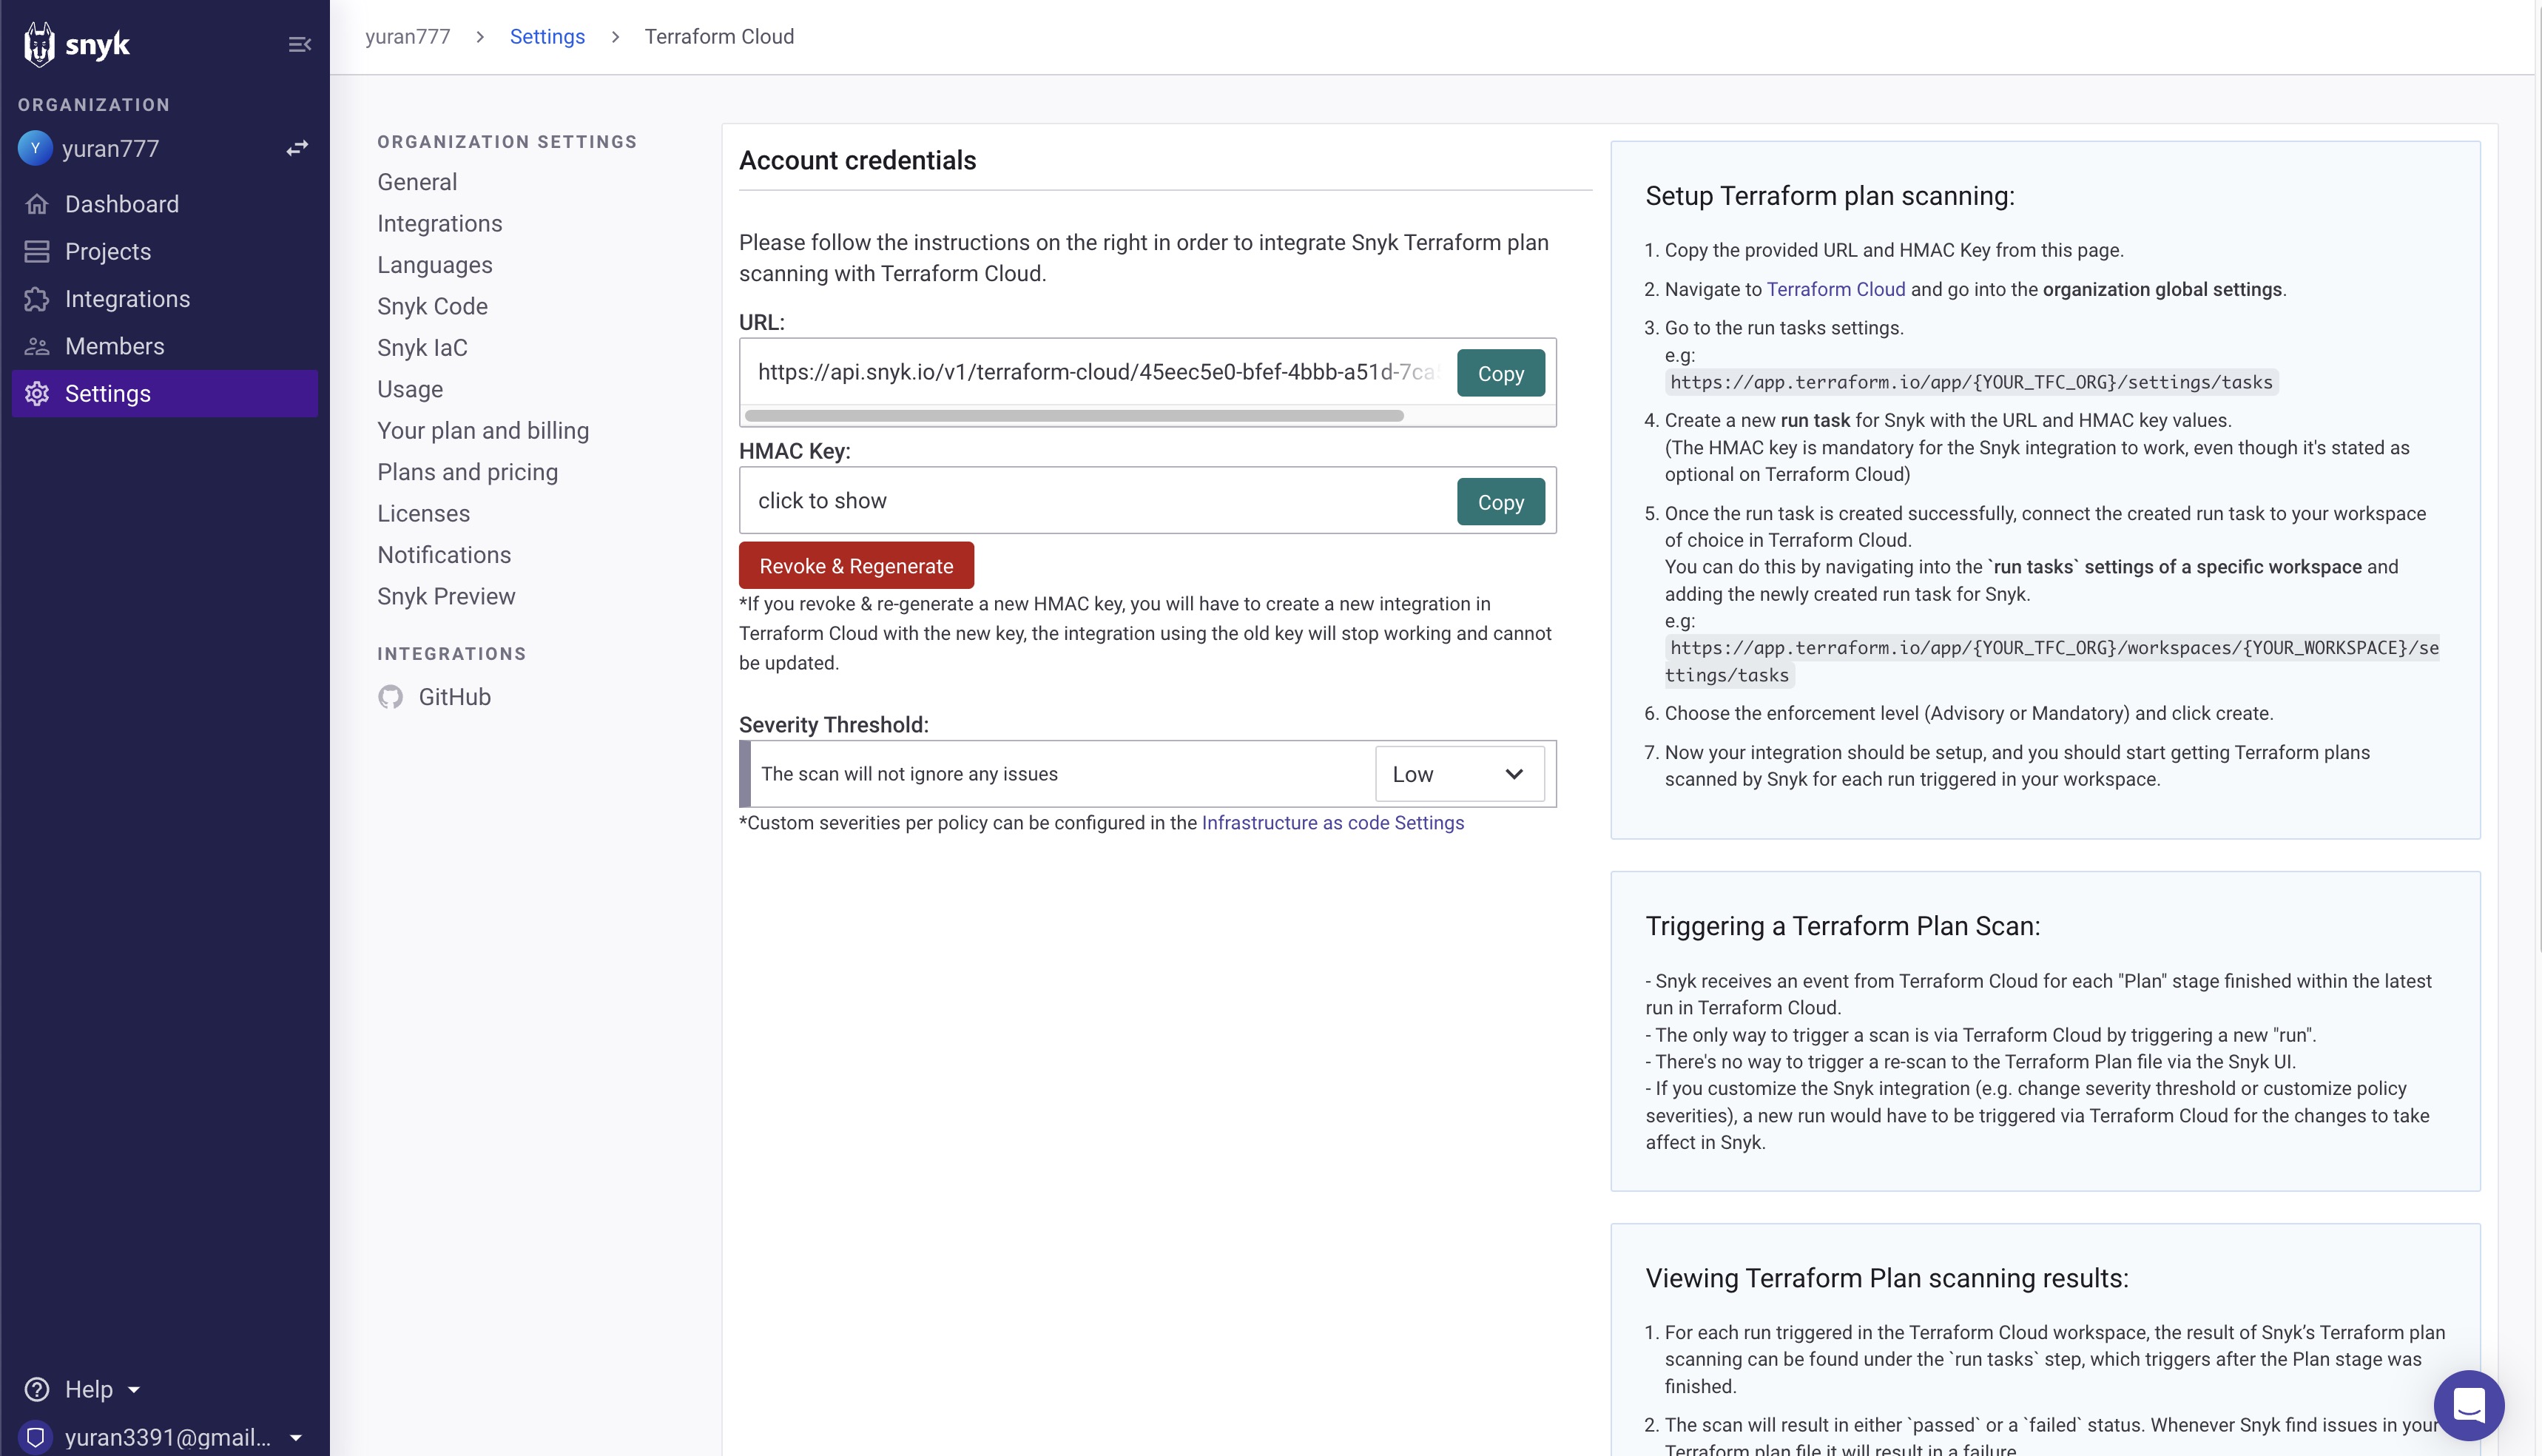 snyk
ORGANIZATION
Y yuran777
Dashboard
Projects
Integrations
Members
Settings
Help
yuran3391@gmail...
yuran777 > Settings > Terraform Cloud
ORGANIZATION SETTINGS
General
Integrations
Languages
Snyk Code
Snyk IaC
Usage
Your plan and billing
Plans and pricing
Licenses
Notifications
Snyk Preview
INTEGRATIONS
GitHub
Account credentials
Please follow the instructions on the right in order to integrate Snyk Terraform plan
scanning with Terraform Cloud.
URL:
https://api.snyk.io/v1/terraform-cloud/45eec5e0-bfef-4bbb-a51d-7ca
Copy
HMAC Key:
click to show
Copy
Revoke & Regenerate
*If you revoke & re-generate a new HMAC key, you will have to create a new integration in
Terraform Cloud with the new key, the integration using the old key will stop working and cannot
be updated.
Severity Threshold:
The scan will not ignore any issues
Low
*Custom severities per policy can be configured in the Infrastructure as code Settings
Setup Terraform plan scanning:
1. Copy the provided URL and HMAC Key from this page.
2. Navigate to Terraform Cloud and go into the organization global settings.
3. Go to the run tasks settings.
e.g:
https://app.terraform.io/app/{YOUR_TFC_ORG}/settings/tasks
4. Create a new run task for Snyk with the URL and HMAC key values.
(The HMAC key is mandatory for the Snyk integration to work, even though it's stated as
optional on Terraform Cloud)
5. Once the run task is created successfully, connect the created run task to your workspace
of choice in Terraform Cloud.
You can do this by navigating into the `run tasks` settings of a specific workspace and
adding the newly created run task for Snyk.
e.g:
https://app.terraform.io/app/{YOUR_TFC_ORG}/workspaces/{YOUR_WORKSPACE}/se
ttings/tasks
6. Choose the enforcement level (Advisory or Mandatory) and click create.
7. Now your integration should be setup, and you should start getting Terraform plans
scanned by Snyk for each run triggered in your workspace.
Triggering a Terraform Plan Scan:
- Snyk receives an event from Terraform Cloud for each "Plan" stage finished within the latest
run in Terraform Cloud.
- The only way to trigger a scan is via Terraform Cloud by triggering a new "run".
- There's no way to trigger a re-scan to the Terraform Plan file via the Snyk UI.
- If you customize the Snyk integration (e.g. change severity threshold or customize policy
severities), a new run would have to be triggered via Terraform Cloud for the changes to take
affect in Snyk.
Viewing Terraform Plan scanning results:
1. For each run triggered in the Terraform Cloud workspace, the result of Snyk’s Terraform plan
scanning can be found under the `run tasks` step, which triggers after the Plan stage was
finished.
2. The scan will result in either `passed` or a `failed` status. Whenever Snyk find issues in your
Terraform plan file it will result in a failure.